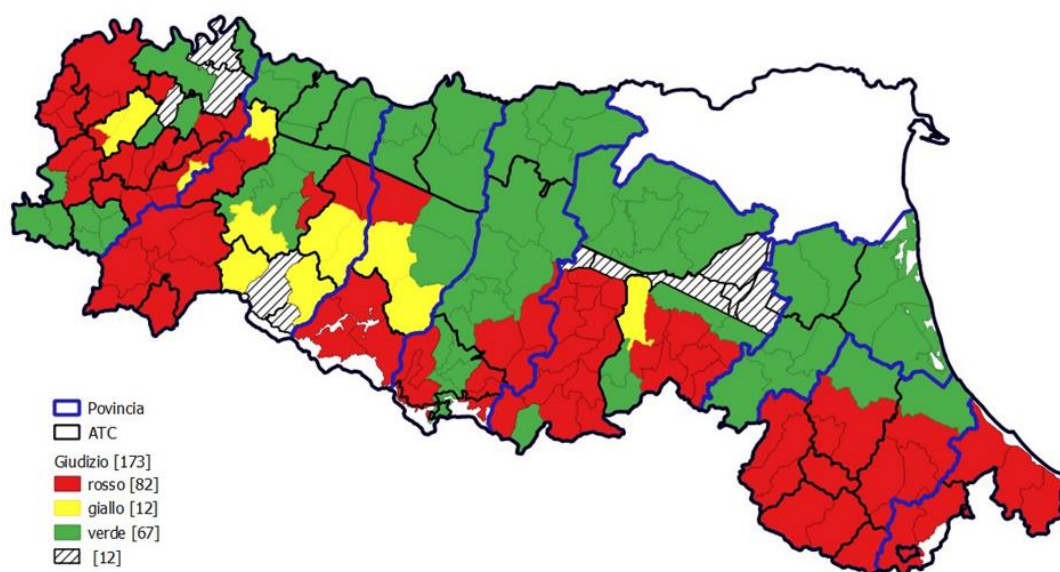 Povincia
ATC
Giudizio [173]
rosso [82]
giallo [12]
verde [67]
[12]